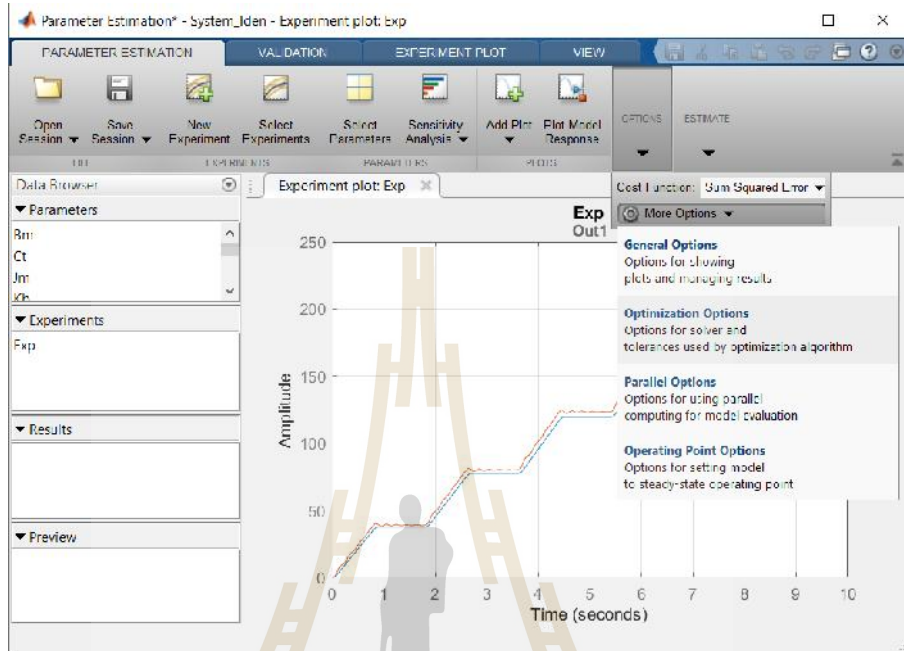 Parameter Estimation* - System_Iden - Experiment plot: Exp
PARAMETER ESTIMATION VALIDATION EXPERIMENT PLOT VIEW
Open Session
Save Session
New Experiment
Select Experiments
Select Parameters
Sensitivity Analysis
Add Plot
Plot Model Response
OPTIONS
ESTIMATE
FILE EXPERIMENTS PARAMETERS PLOTS
Data Browser
Parameters
Bm
Ct
Jm
Kb
Experiments
Exp
Results
Preview
Experiment plot: Exp
Cost Function: Sum Squared Error
More Options
General Options
Options for showing
plots and managing results
Optimization Options
Options for solver and
tolerances used by optimization algorithm
Parallel Options
Options for using parallel
computing for model evaluation
Operating Point Options
Options for setting model
to steady-state operating point
Exp
Out1
Amplitude
250
200
150
100
50
0
0 1 2 3 4 5 6 7 8 9 10
Time (seconds)